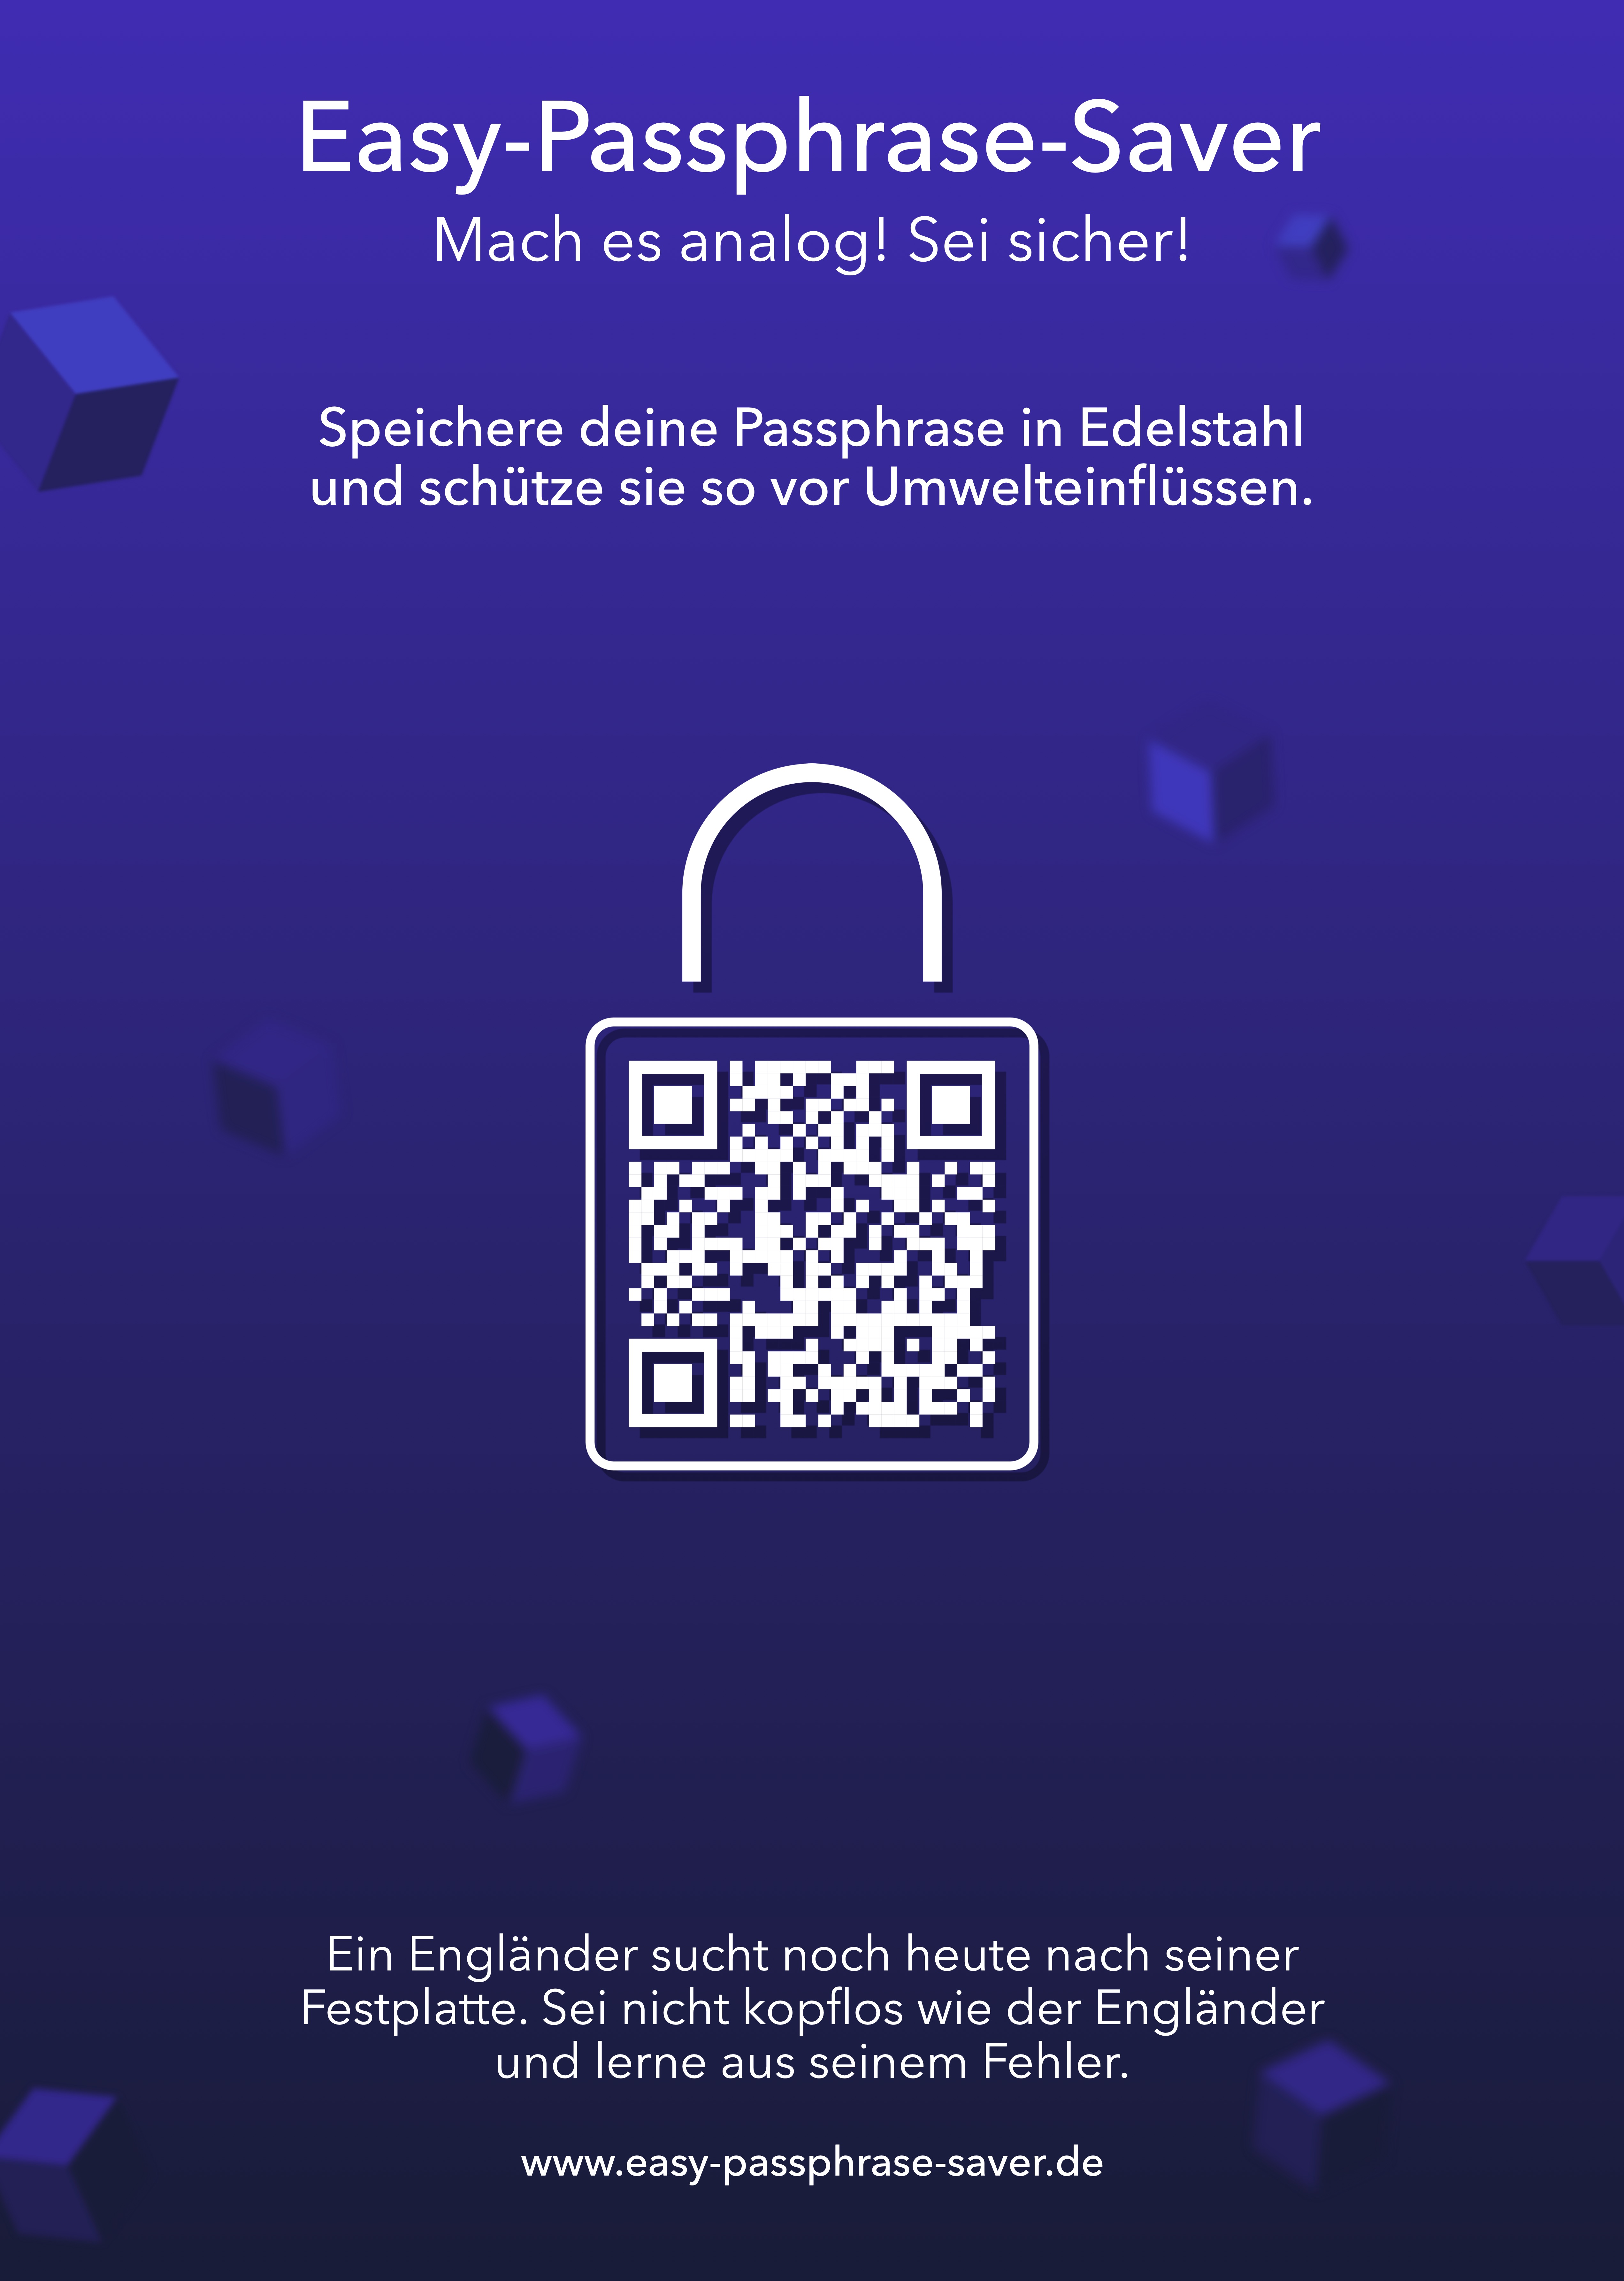 Easy-Passphrase-Saver
Mach es analog! Sei sicher!
Speichere deine Passphrase in Edelstahl
und schütze sie so vor Umwelteinflüssen.
Ein Engländer sucht noch heute nach seiner
Festplatte. Sei nicht kopflos wie der Engländer
und lerne aus seinem Fehler.
www.easy-passphrase-saver.de